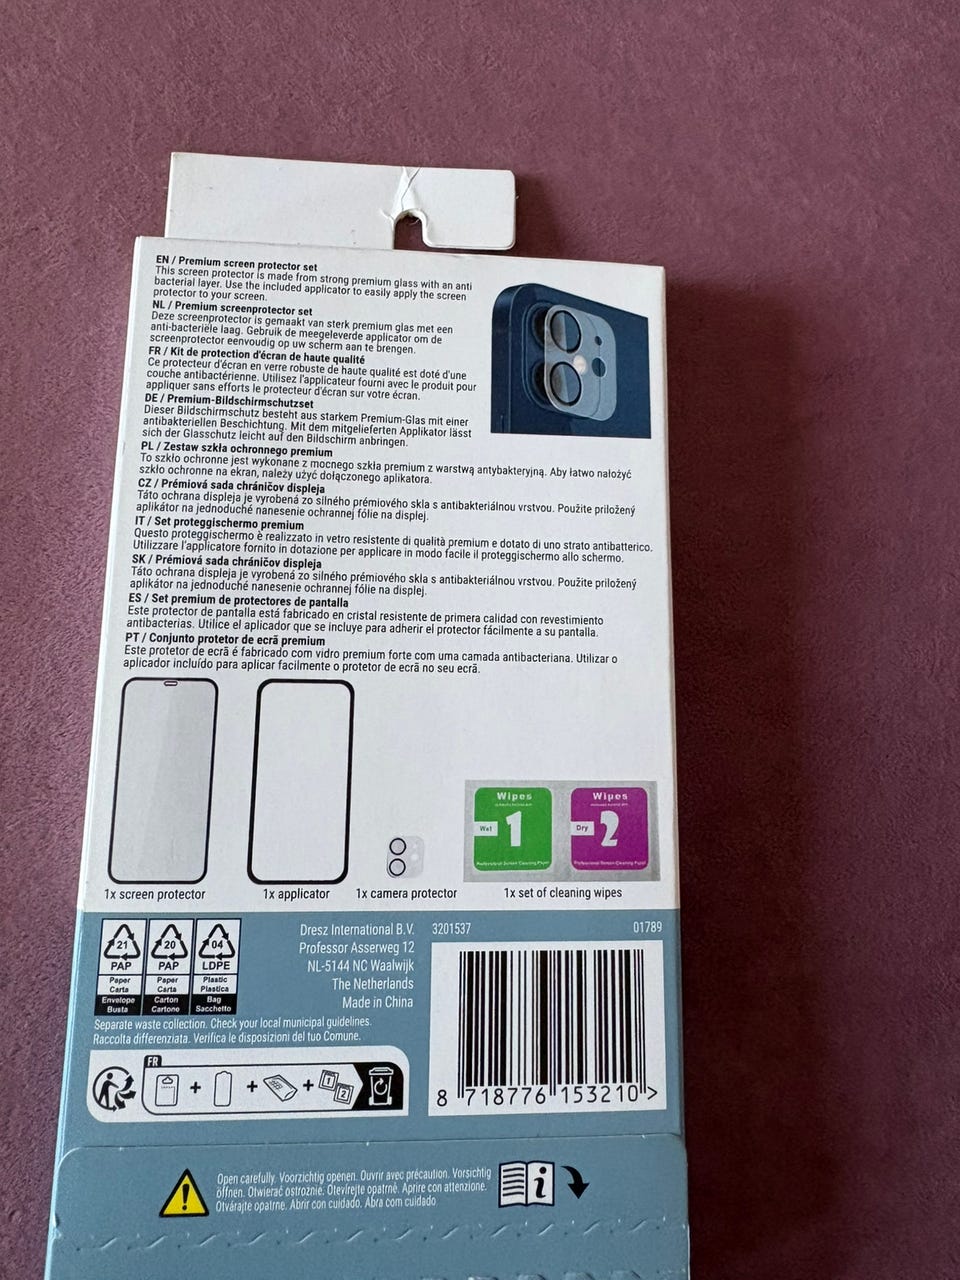 EN / Premium screen protector set
This screen protector is made from strong premium glass with an anti
bacterial layer. Use the included applicator to easily apply the screen
protector to your screen.
NL / Premium screenprotector set
Deze screenprotector is gemaakt van sterk premium glas met een
anti-bacteriële laag. Gebruik de meegeleverde applicator om de
screenprotector eenvoudig op uw scherm aan te brengen.
FR / Kit de protection d'écran de haute qualité
Ce protecteur d'écran en verre robuste de haute qualité est doté d'une
couche antibactérienne. Utilisez l'applicateur fourni avec le produit pour
appliquer sans efforts le protecteur d'écran sur votre écran.
DE / Premium-Bildschirmschutzset
Dieser Bildschirmschutz besteht aus starkem Premium-Glas mit einer
antibakteriellen Beschichtung. Mit dem mitgelieferten Applikator lässt
sich der Glasschutz leicht auf den Bildschirm anbringen.
PL / Zestaw szkła ochronnego premium
To szkło ochronne jest wykonane z mocnego szkła premium z warstwą antybakteryjną. Aby łatwo nałożyć
szkło ochronne na ekran, należy użyć dołączonego aplikatora.
CZ / Prémiová sada chráničov displeja
Táto ochrana displeja je vyrobená zo silného prémiového skla s antibakteriálnou vrstvou. Použite priložený
aplikátor na jednoduché nanesenie ochrannej fólie na displej.
IT / Set proteggischermo premium
Questo proteggischermo è realizzato in vetro resistente di qualità premium e dotato di uno strato antibatterico.
Utilizzare l'applicatore fornito in dotazione per applicare in modo facile il proteggischermo allo schermo.
SK / Prémiová sada chráničov displeja
Táto ochrana displeja je vyrobená zo silného prémiového skla s antibakteriálnou vrstvou. Použite priložený
aplikátor na jednoduché nanesenie ochrannej fólie na displej.
ES / Set premium de protectores de pantalla
Este protector de pantalla está fabricado en cristal resistente de primera calidad con revestimiento
antibacterias. Utilice el aplicador que se incluye para adherir el protector fácilmente a su pantalla.
PT / Conjunto protetor de ecrã premium
Este protetor de ecrã é fabricado com vidro premium forte com uma camada antibacteriana. Utilizar o
aplicador incluído para aplicar facilmente o protetor de ecrã no seu ecrã.
Wipes Wipes
Wet 1 Dry 2
Professional Screen Cleaning Paper Professional Screen Cleaning Paper
1x screen protector 1x applicator 1x camera protector 1x set of cleaning wipes
21 20 04
PAP PAP LDPE
Paper Paper Plastic
Carta Carta Plastica
Envelope Carton Bag
Busta Cartone Sacchetto
Separate waste collection. Check your local municipal guidelines.
Raccolta differenziata. Verifica le disposizioni del tuo Comune.
FR
+ + +
1
2
Dresz International B.V.
Professor Asserweg 12
NL-5144 NC Waalwijk
The Netherlands
Made in China
3201537 01789
8 718776 153210 >
Open carefully. Voorzichtig openen. Ouvrir avec précaution. Vorsichtig
öffnen. Otwierać ostrożnie. Otevírejte opatrně. Aprire con attenzione.
Otvárajte opatrne. Abrir con cuidado. Abra com cuidado
i